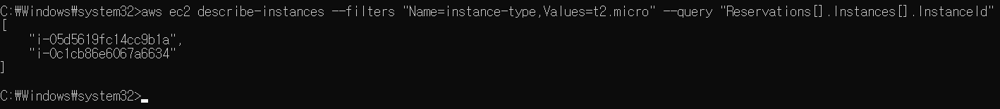 C:₩Windows₩system32>aws ec2 describe-instances --filters "Name=instance-type,Values=t2.micro" --query "Reservations[].Instances[].InstanceId"
[
    "i-05d5619fc14cc9b1a",
    "i-0c1cb86e6067a6634"
]
C:₩Windows₩system32>